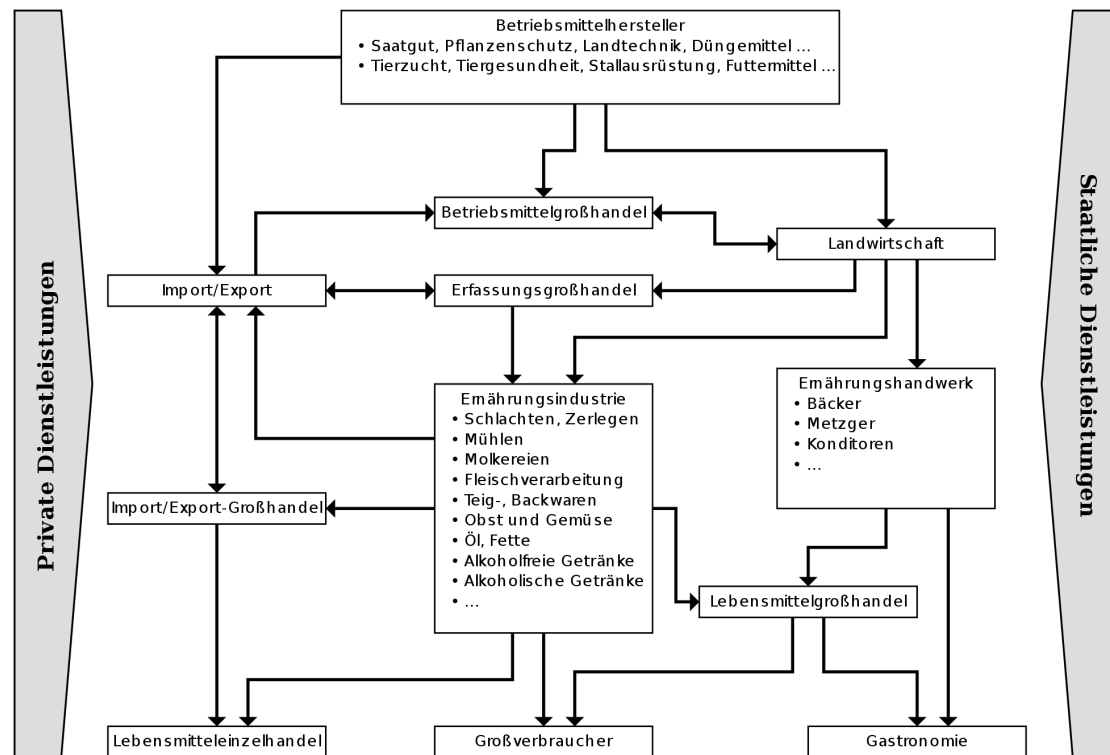 Betriebsmittelhersteller
• Saatgut, Pflanzenschutz, Landtechnik, Düngemittel ...
• Tierzucht, Tiergesundheit, Stallausrüstung, Futtermittel ...
Private Dienstleistungen
Staatliche Dienstleistungen
Betriebsmittelgroßhandel
Landwirtschaft
Import/Export
Erfassungsgroßhandel
Ernährungsindustrie
• Schlachten, Zerlegen
• Mühlen
• Molkereien
• Fleischverarbeitung
• Teig-, Backwaren
• Obst und Gemüse
• Öl, Fette
• Alkoholfreie Getränke
• Alkoholische Getränke
• ...
Ernährungshandwerk
• Bäcker
• Metzger
• Konditoren
• ...
Import/Export-Großhandel
Lebensmittelgroßhandel
Lebensmitteleinzelhandel
Großverbraucher
Gastronomie